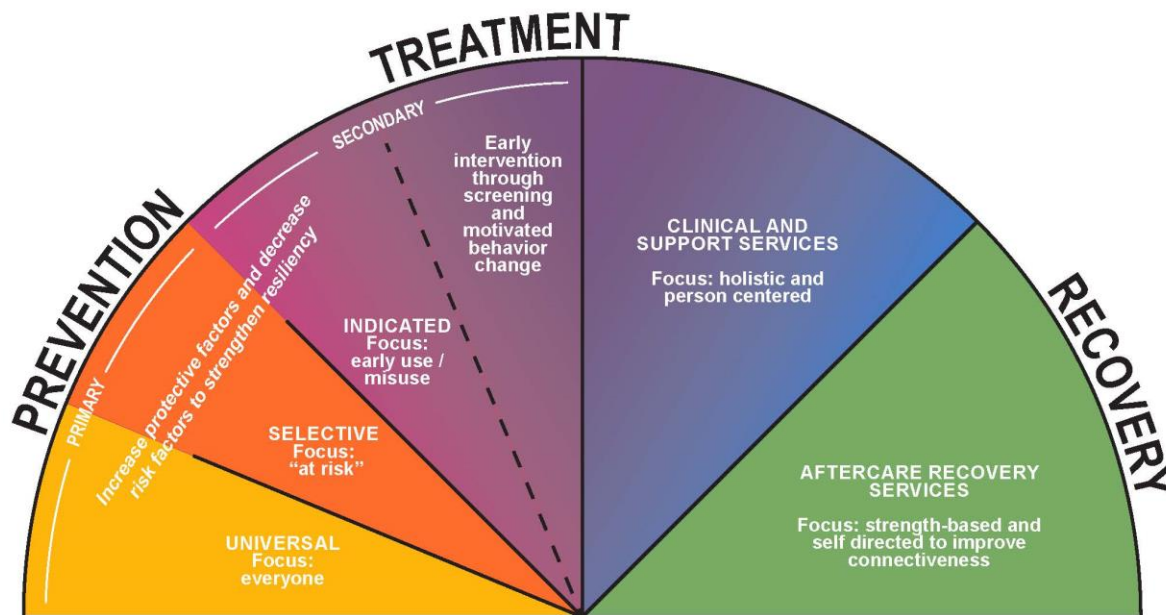 TREATMENT
PREVENTION
RECOVERY
SECONDARY
PRIMARY
Increase protective factors and decrease
risk factors to strengthen resiliency
UNIVERSAL
Focus:
everyone
SELECTIVE
Focus:
“at risk”
INDICATED
Focus:
early use /
misuse
Early
intervention
through
screening
and
motivated
behavior
change
CLINICAL AND
SUPPORT SERVICES
Focus: holistic and
person centered
AFTERCARE RECOVERY
SERVICES
Focus: strength-based and
self directed to improve
connectiveness